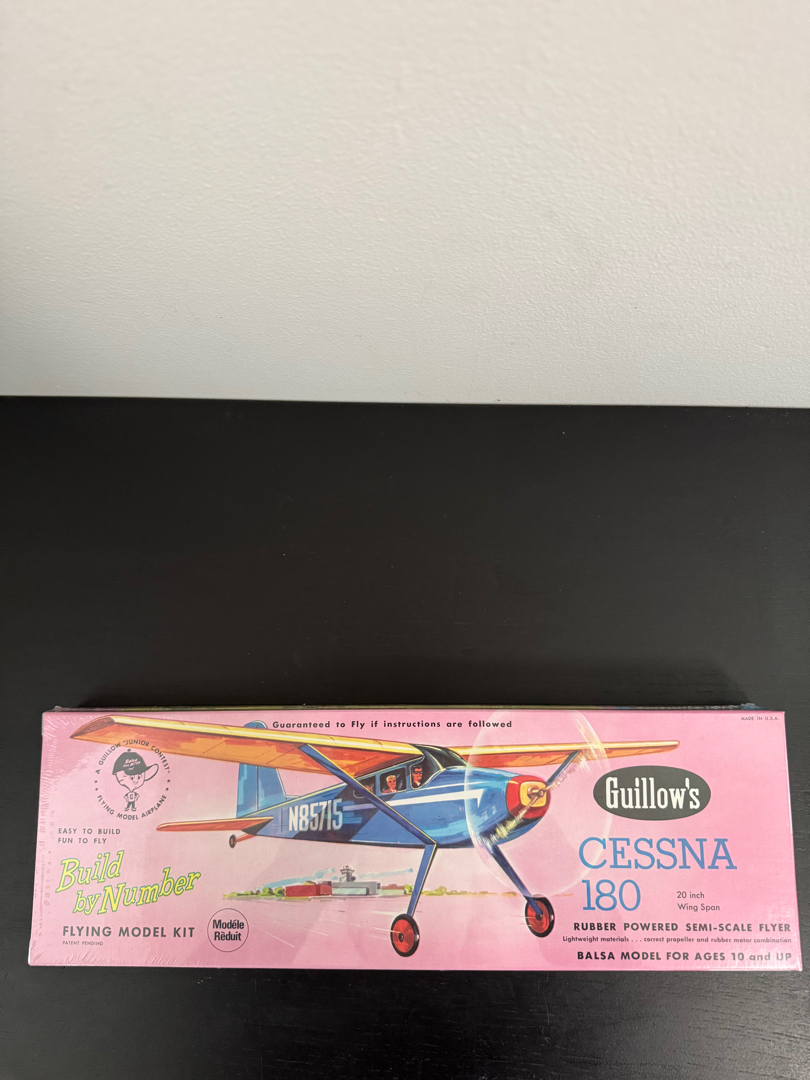 Guaranteed to Fly if instructions are followed
MADE IN U.S.A.
A GUILLOW "JUNIOR CONTEST"
FLYING MODEL AIRPLANE
EASY TO BUILD
FUN TO FLY
Build
by Number
FLYING MODEL KIT
PATENT PENDING
Modéle
Rèduit
N85715
Guillow's
CESSNA
180
20 inch
Wing Span
RUBBER POWERED SEMI-SCALE FLYER
Lightweight materials . . . correct propeller and rubber motor combination
BALSA MODEL FOR AGES 10 and UP